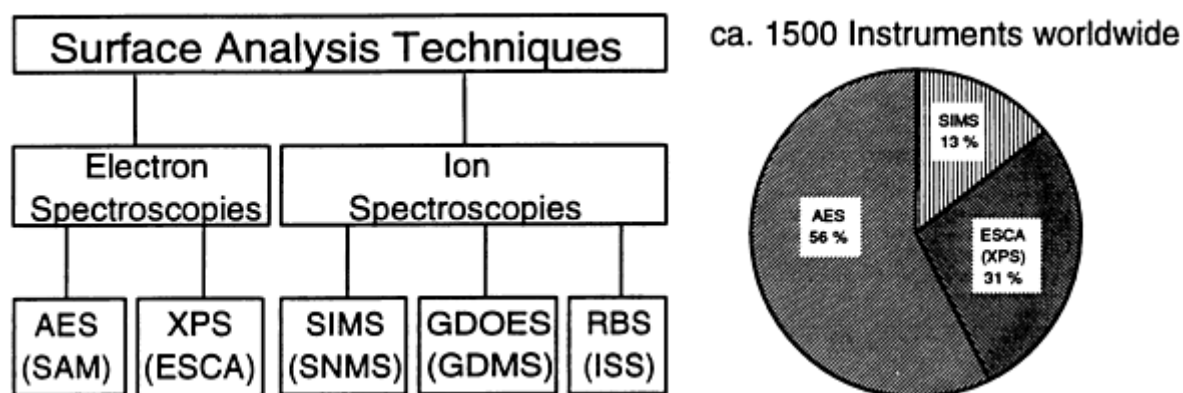 Surface Analysis Techniques
Electron
Spectroscopies
Ion
Spectroscopies
AES
(SAM)
XPS
(ESCA)
SIMS
(SNMS)
GDOES
(GDMS)
RBS
(ISS)
ca. 1500 Instruments worldwide
SIMS
13 %
AES
56 %
ESCA
(XPS)
31 %